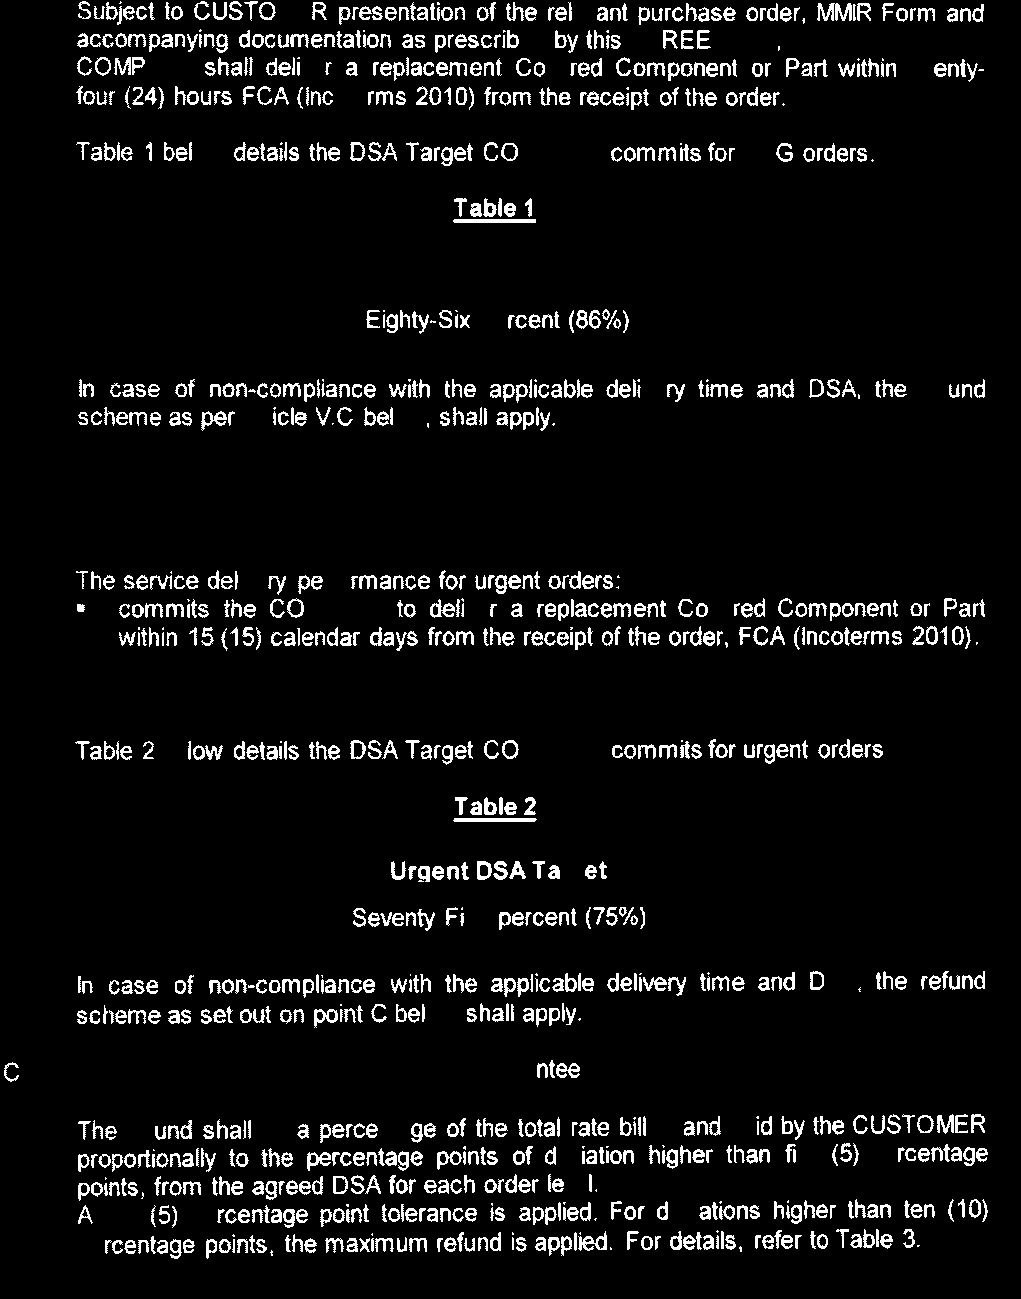 Subject to CUSTO R presentation of the rel ant purchase order, MMIR Form and
accompanying documentation as prescrib by this REE ,
COMP shall deli r a replacement Co red Component or Part within enty-
four (24) hours FCA (Inc rms 2010) from the receipt of the order.
Table 1 bel details the DSA Target CO commits for G orders.
Table 1
Eighty-Six rcent (86%)
In case of non-compliance with the applicable deli ry time and DSA, the und
scheme as per icle V.C bel , shall apply.
The service del ry pe rmance for urgent orders:
▪ commits the CO to deli r a replacement Co red Component or Part
within 15 (15) calendar days from the receipt of the order, FCA (Incoterms 2010).
Table 2 low details the DSA Target CO commits for urgent orders
Table 2
Urgent DSA Ta et
Seventy Fi percent (75%)
In case of non-compliance with the applicable delivery time and D , the refund
scheme as set out on point C bel shall apply.
C ntee
The und shall a perce ge of the total rate bill and id by the CUSTOMER
proportionally to the percentage points of d iation higher than fi (5) rcentage
points, from the agreed DSA for each order le l.
A (5) rcentage point tolerance is applied. For d ations higher than ten (10)
rcentage points, the maximum refund is applied. For details, refer to Table 3.